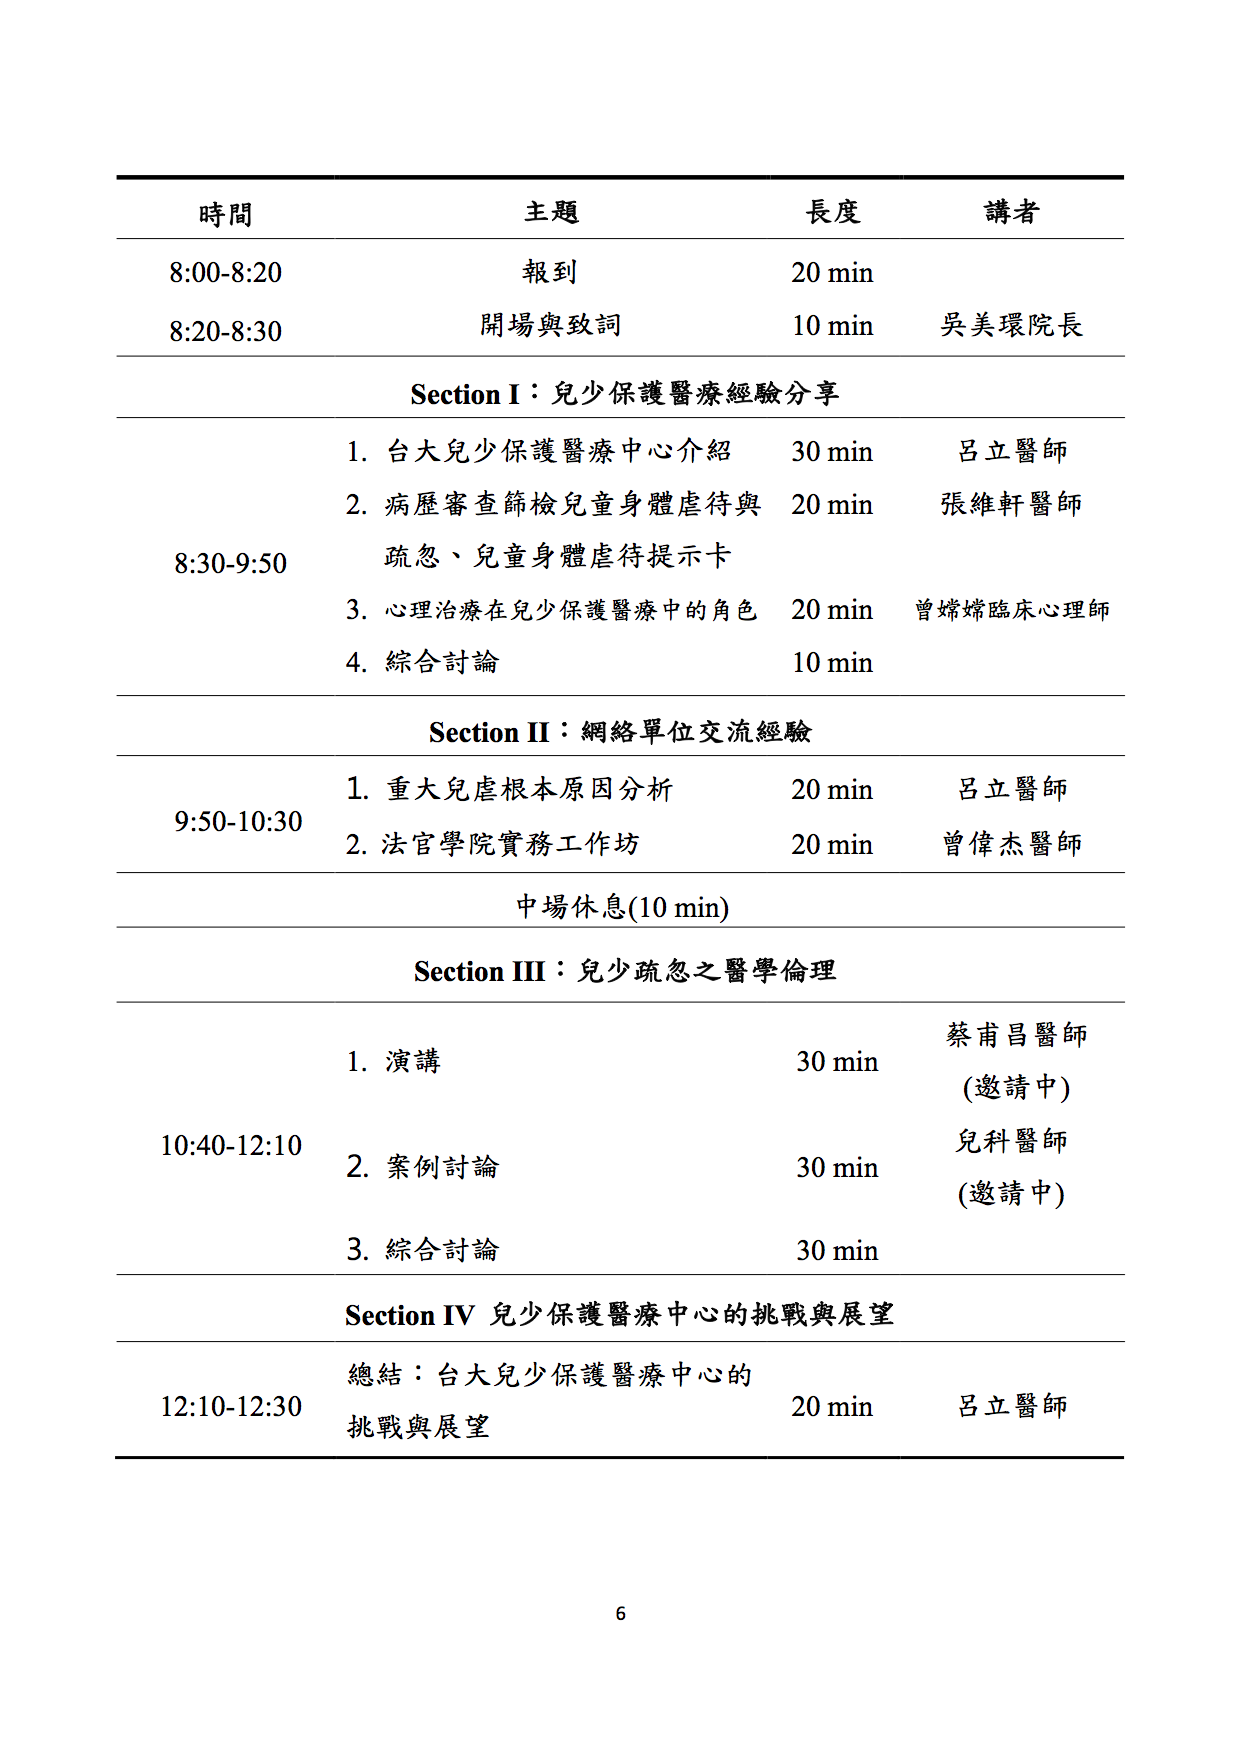 時間 主題 長度 講者
8:00-8:20 報到 20 min
8:20-8:30 開場與致詞 10 min 吳美環院長
Section I：兒少保護醫療經驗分享
1. 台大兒少保護醫療中心介紹 30 min 呂立醫師
2. 病歷審查篩檢兒童身體虐待與 20 min 張維軒醫師
疏忽、兒童身體虐待提示卡
8:30-9:50
3. 心理治療在兒少保護醫療中的角色 20 min 曾嫦嫦臨床心理師
4. 綜合討論 10 min
Section II：網絡單位交流經驗
1. 重大兒虐根本原因分析 20 min 呂立醫師
9:50-10:30
2. 法官學院實務工作坊 20 min 曾偉杰醫師
中場休息(10 min)
Section III：兒少疏忽之醫學倫理
蔡甫昌醫師
1. 演講 30 min
(邀請中)
10:40-12:10
兒科醫師
2. 案例討論 30 min
(邀請中)
3. 綜合討論 30 min
Section IV 兒少保護醫療中心的挑戰與展望
總結：台大兒少保護醫療中心的
12:10-12:30 20 min 呂立醫師
挑戰與展望
6